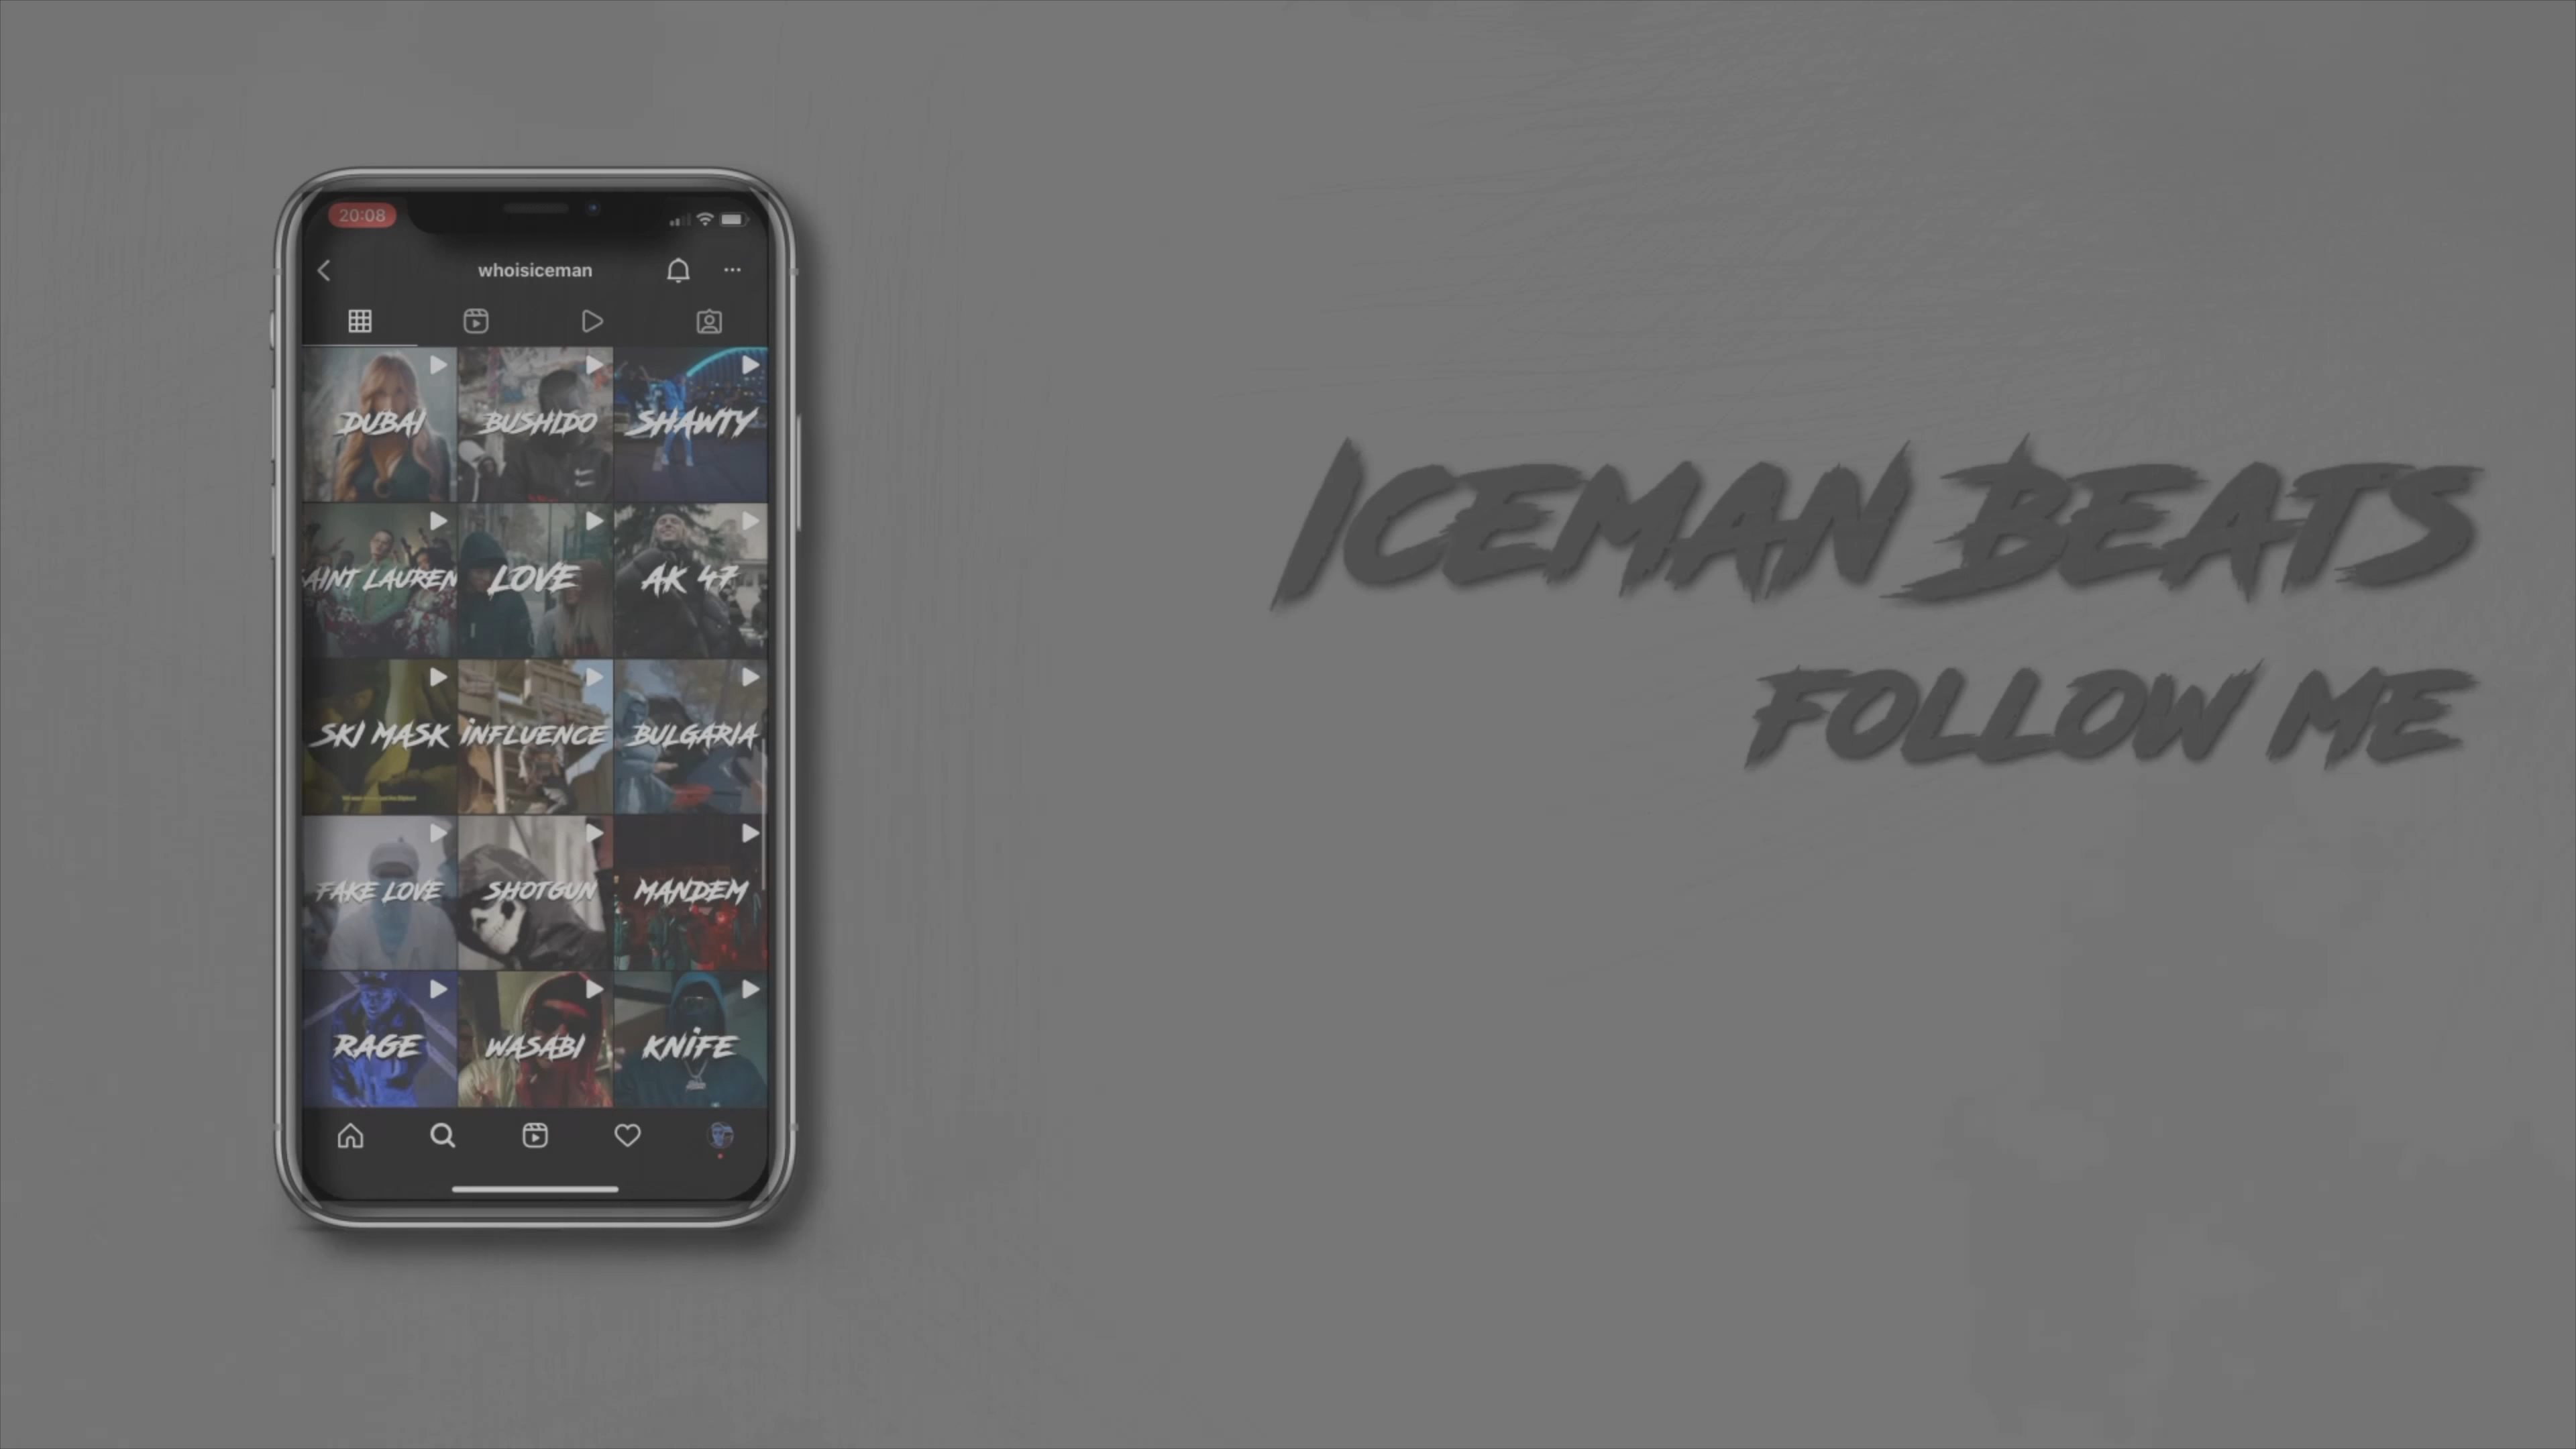 20:08
whoisiceman
DUBAI
BUSHIDO
SHAWTY
AINT LAUREN
LOVE
AK 47
SKI MASK
INFLUENCE
BULGARIA
FAKE LOVE
SHOTGUN
MANDEM
RAGE
WASABI
KNIFE
ICEMAN BEATS
FOLLOW ME